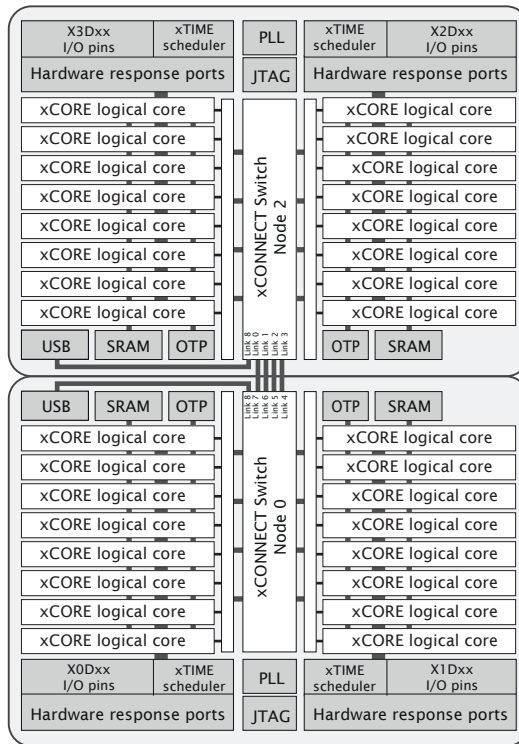 X3Dxx
I/O pins
xTIME
scheduler
PLL
xTIME
scheduler
X2Dxx
I/O pins
Hardware response ports
JTAG
Hardware response ports
xCORE logical core
xCORE logical core
xCORE logical core
xCORE logical core
xCORE logical core
xCORE logical core
xCORE logical core
xCORE logical core
xCONNECT Switch
Node 2
xCORE logical core
xCORE logical core
xCORE logical core
xCORE logical core
xCORE logical core
xCORE logical core
xCORE logical core
xCORE logical core
USB
SRAM
OTP
Link 8
Link 0
Link 1
Link 2
Link 3
OTP
SRAM
USB
SRAM
OTP
Link 8
Link 7
Link 6
Link 5
Link 4
OTP
SRAM
xCORE logical core
xCORE logical core
xCORE logical core
xCORE logical core
xCORE logical core
xCORE logical core
xCORE logical core
xCORE logical core
xCONNECT Switch
Node 0
xCORE logical core
xCORE logical core
xCORE logical core
xCORE logical core
xCORE logical core
xCORE logical core
xCORE logical core
xCORE logical core
X0Dxx
I/O pins
xTIME
scheduler
PLL
xTIME
scheduler
X1Dxx
I/O pins
Hardware response ports
JTAG
Hardware response ports